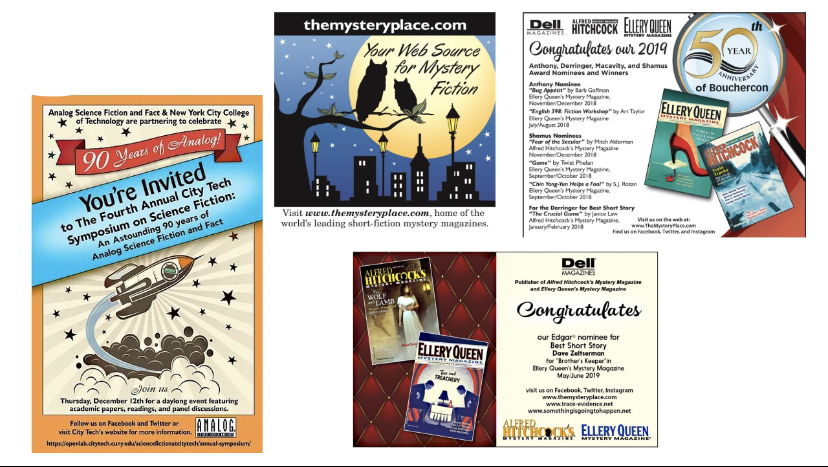 Analog Science Fiction and Fact & New York City College
of Technology are partnering to celebrate
90 Years of Analog!
You're Invited
to The Fourth Annual City Tech
Symposium on Science Fiction:
An Astounding 90 years of
Analog Science Fiction and Fact
Join us
Thursday, December 12th for a daylong event featuring
academic papers, readings, and panel discussions.
Follow us on Facebook and Twitter or
visit City Tech's website for more information.
ANALOG
https://openlab.citytech.cuny.edu/sciencefictionatcitytech/annual-symposium/
themysteryplace.com
Your Web Source
for Mystery
Fiction
Visit www.themysteryplace.com, home of the
world's leading short-fiction mystery magazines.
Dell
MAGAZINES
ALFRED
HITCHCOCK
MYSTERY MAGAZINE
ELLERY QUEEN
MYSTERY MAGAZINE
Congratulates our 2019
Anthony, Derringer, Macavity, and Shamus
Award Nominees and Winners
Anthony Nominees
"Bug Appetit" by Barb Goffman
Ellery Queen's Mystery Magazine,
November/December 2018
"English 398: Fiction Workshop" by Art Taylor
Ellery Queen's Mystery Magazine
July/August 2018
Shamus Nominees
"Fear of the Secular" by Mitch Alderman
Alfred Hitchcock's Mystery Magazine
November/December 2018
"Game" by Twist Phelan
Ellery Queen's Mystery Magazine,
September/October 2018
"Chin Yong-Yun Helps a Fool" by S.J. Rozan
Ellery Queen's Mystery Magazine,
September/October 2018
For the Derringer for Best Short Story
"The Crucial Game" by Janice Law
Alfred Hitchcock's Mystery Magazine,
January/February 2018
50th
YEAR
ANNIVERSARY
of Bouchercon
ELLERY QUEEN
ALFRED
HITCHCOCK
Visit us on the web at:
www.TheMysteryPlace.com
Find us on Facebook, Twitter, and Instagram
ALFRED
HITCHCOCK'S
MYSTERY MAGAZINE
The
WOLF
and LAMB
ELLERY QUEEN
Tea and
TREACHERY
Dell
MAGAZINES
Publisher of Alfred Hitchcock's Mystery Magazine
and Ellery Queen's Mystery Magazine
Congratulates
our Edgar® nominee for
Best Short Story
Dave Zeltserman
for "Brother's Keeper" in
Ellery Queen's Mystery Magazine
May/June 2019
visit us on Facebook, Twitter, Instagram
www.themysteryplace.com
www.trace-evidence.net
www.somethingisgoingtohappen.net
ALFRED
HITCHCOCK'S
MYSTERY MAGAZINE
ELLERY QUEEN
MYSTERY MAGAZINE®